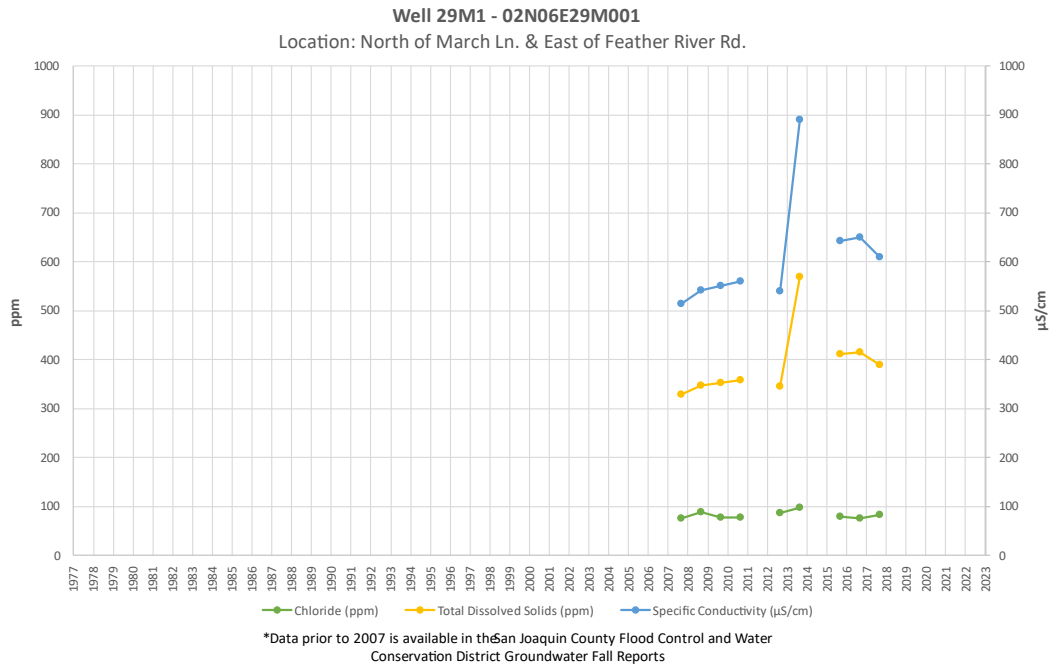 Well 29M1 - 02N06E29M001
Location: North of March Ln. & East of Feather River Rd.
1000
900
800
700
600
500
400
300
200
100
0
ppm
1000
900
800
700
600
500
400
300
200
100
0
µS/cm
1977 1978 1979 1980 1981 1982 1983 1984 1985 1986 1987 1988 1989 1990 1991 1992 1993 1994 1995 1996 1997 1998 1999 2000 2001 2002 2003 2004 2005 2006 2007 2008 2009 2010 2011 2012 2013 2014 2015 2016 2017 2018 2019 2020 2021 2022 2023
Chloride (ppm) Total Dissolved Solids (ppm) Specific Conductivity (µS/cm)
*Data prior to 2007 is available in theSan Joaquin County Flood Control and Water
Conservation District Groundwater Fall Reports